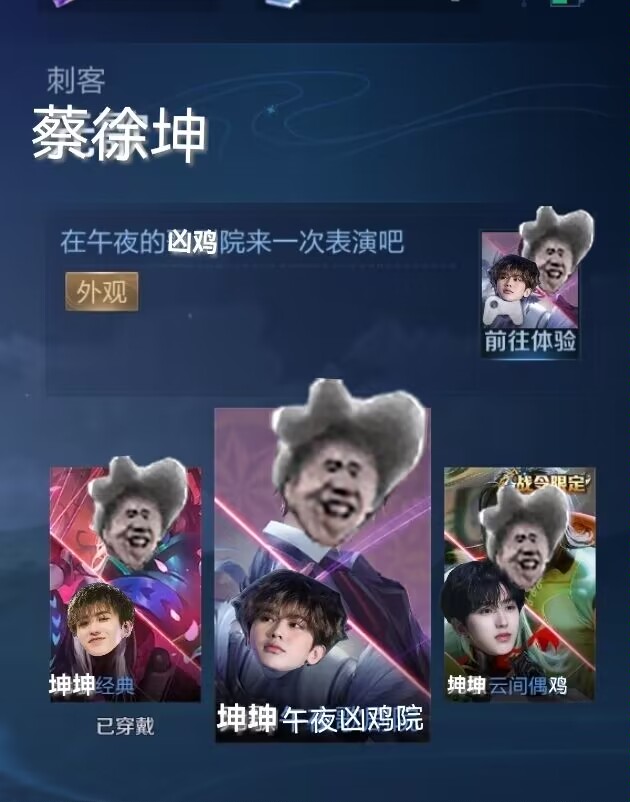 刺客
蔡徐坤
在午夜的凶鸡院来一次表演吧
外观
前往体验
战令限定
坤坤经典
坤坤午夜凶鸡院
坤坤云间偶鸡
已穿戴